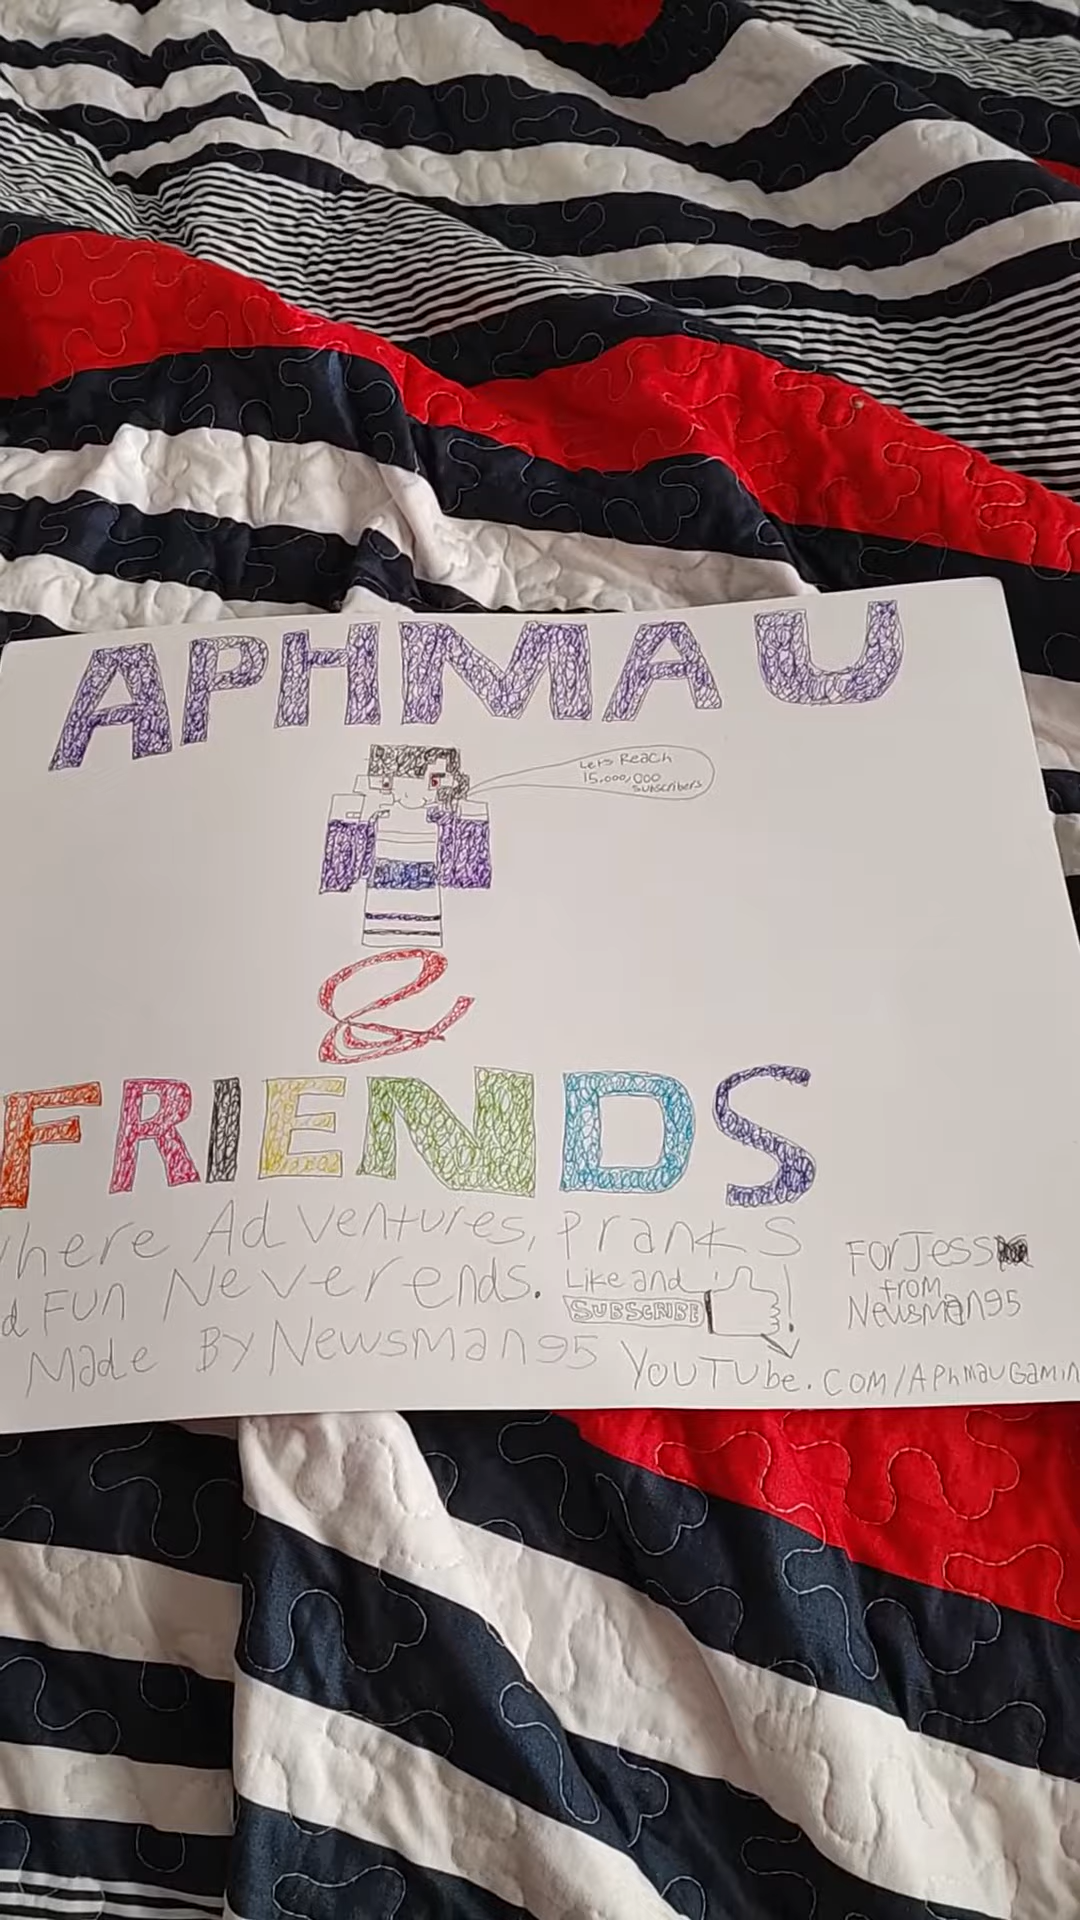 APHMAU
Lets Reach
15,000,000
subscribers
&
FRIENDS
here AdVentures, Pranks
d FUN NeVerends.
Like and
SUBSCRIBE
!
Made By Newsman95
For Jess
from
Newsman95
YouTube.com/AphmauGamin